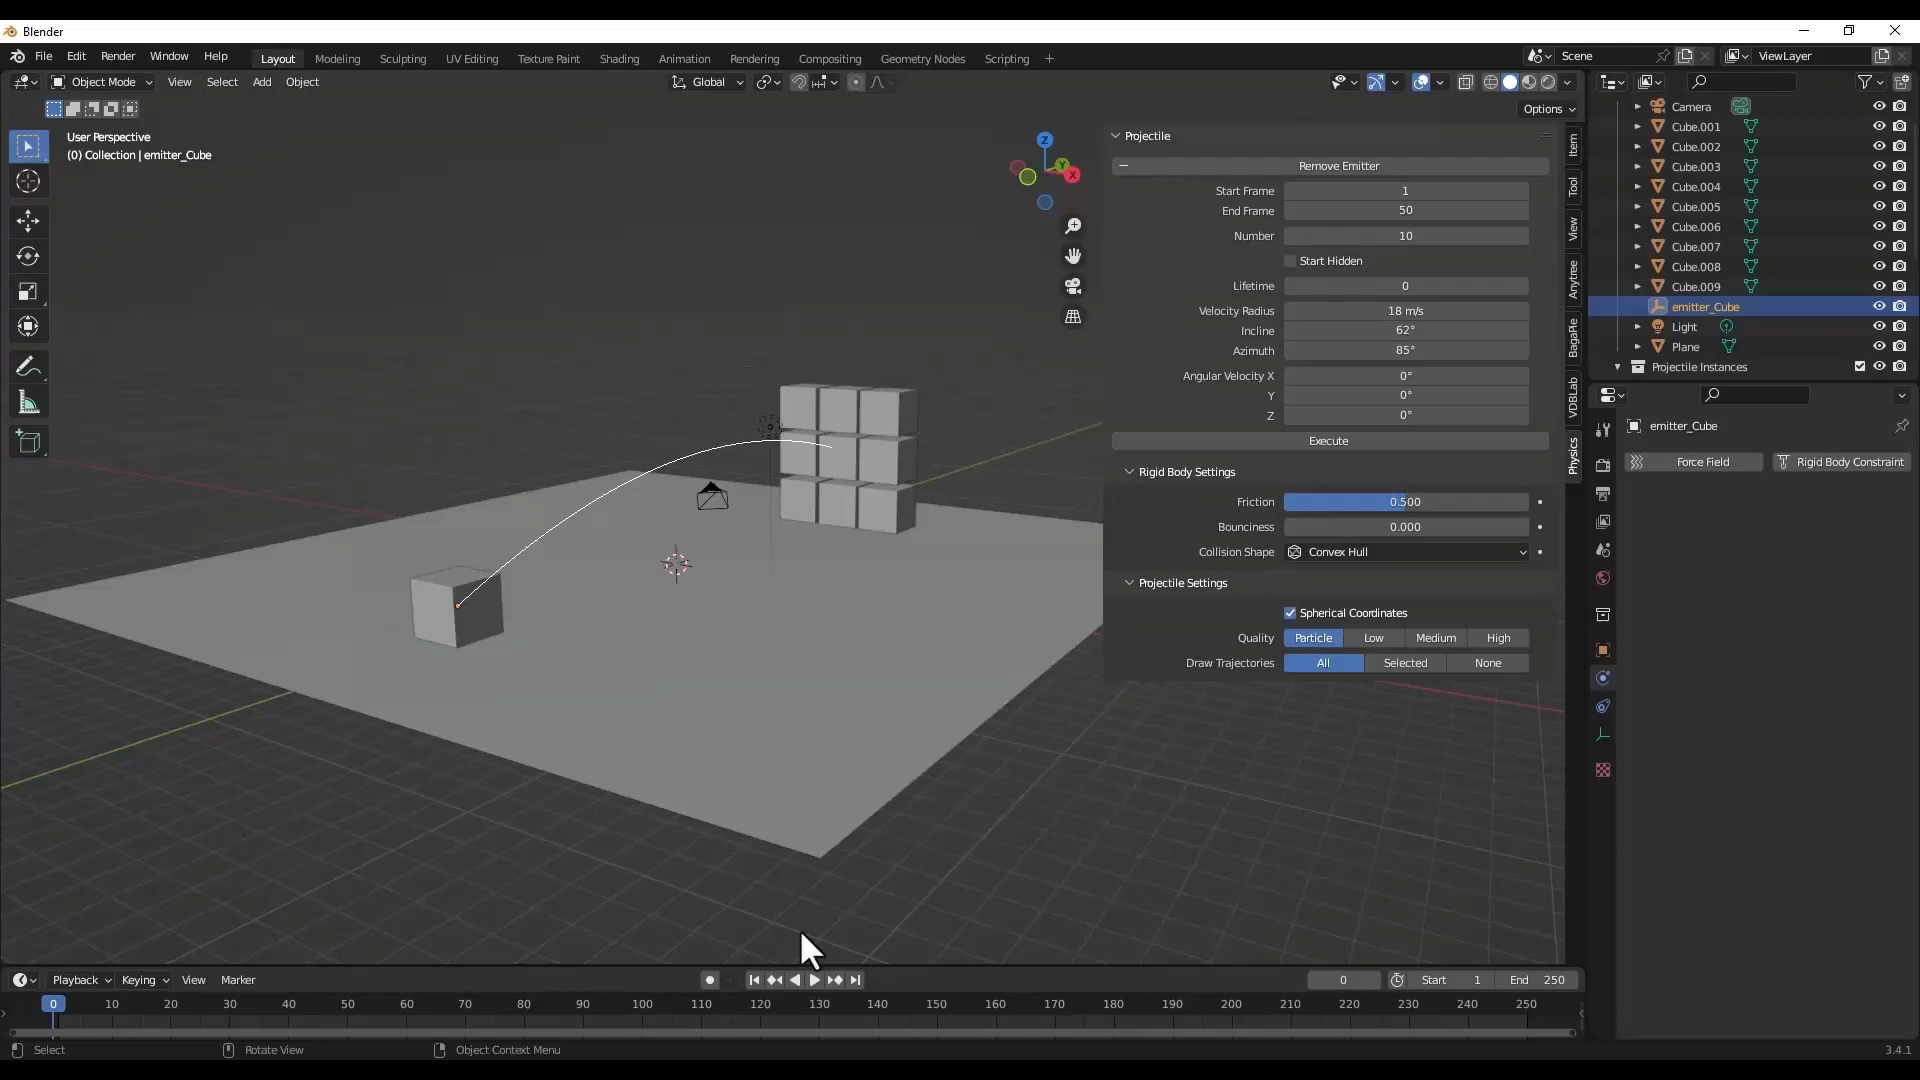 Blender
File Edit Render Window Help Layout Modeling Sculpting UV Editing Texture Paint Shading Animation Rendering Compositing Geometry Nodes Scripting + Scene ViewLayer
Object Mode View Select Add Object Global
Options
User Perspective
(0) Collection | emitter_Cube
Z
Y
X
Projectile
Remove Emitter
Start Frame 1
End Frame 50
Number 10
Start Hidden
Lifetime 0
Velocity Radius 18 m/s
Incline 62°
Azimuth 85°
Angular Velocity X 0°
Y 0°
Z 0°
Execute
Rigid Body Settings
Friction 0.500
Bounciness 0.000
Collision Shape Convex Hull
Projectile Settings
Spherical Coordinates
Quality Particle Low Medium High
Draw Trajectories All Selected None
Item
Tool
View
Anytree
BagaPie
VDBLab
Physics
Camera
Cube.001
Cube.002
Cube.003
Cube.004
Cube.005
Cube.006
Cube.007
Cube.008
Cube.009
emitter_Cube
Light
Plane
Projectile Instances
emitter_Cube
Force Field Rigid Body Constraint
Playback Keying View Marker 0 Start 1 End 250
0 10 20 30 40 50 60 70 80 90 100 110 120 130 140 150 160 170 180 190 200 210 220 230 240 250
Select Rotate View Object Context Menu 3.4.1